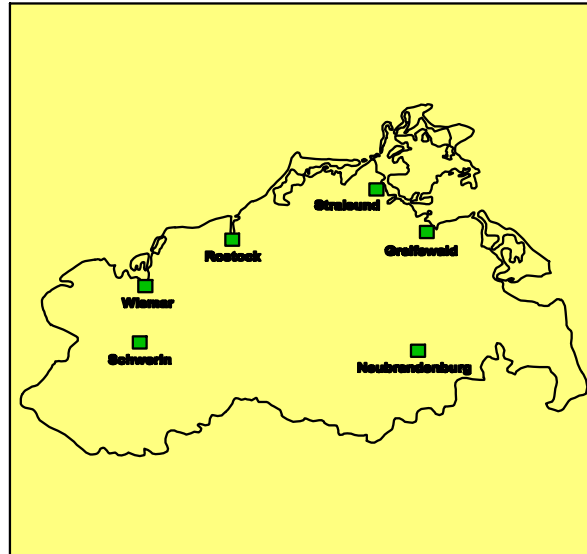 Stralsund
Greifswald
Rostock
Wismar
Schwerin
Neubrandenburg